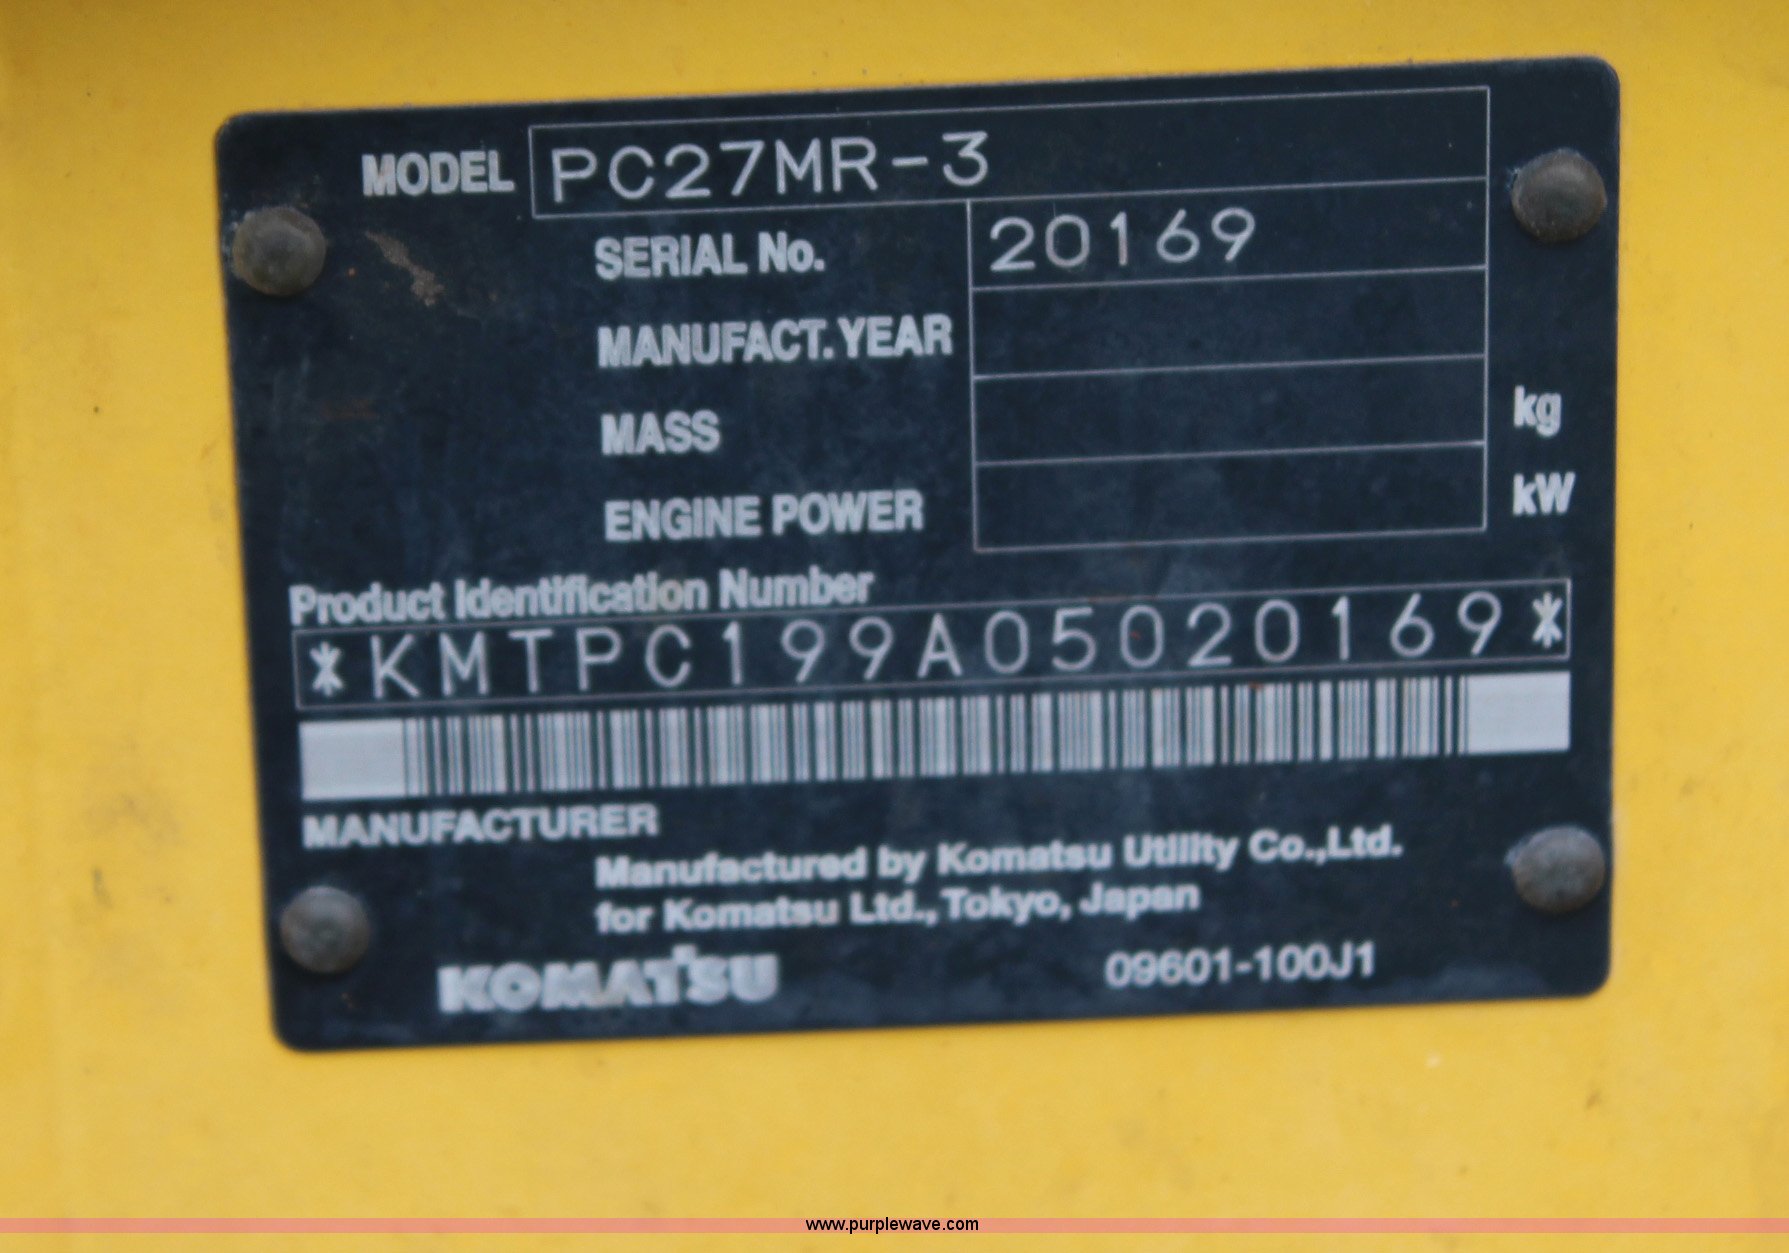 MODEL PC27MR-3
SERIAL No. 20169
MANUFACT. YEAR
MASS kg
ENGINE POWER kW
Product Identification Number
*KMTPC199A05020169*
MANUFACTURER
Manufactured by Komatsu Utility Co.,Ltd.
for Komatsu Ltd., Tokyo, Japan
KOMATSU 09601-100J1
www.purplewave.com